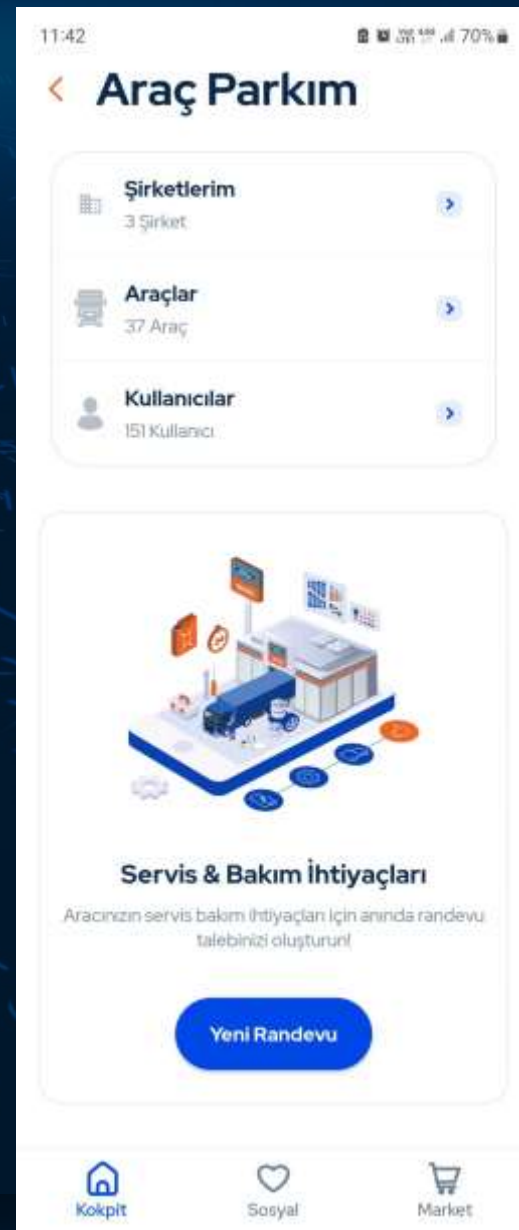 11:42
70%
Araç Parkım
Şirketlerim
3 Şirket
Araçlar
37 Araç
Kullanıcılar
151 Kullanıcı
Servis & Bakım İhtiyaçları
Aracınızın servis bakım ihtiyaçları için anında randevu
talebinizi oluşturun!
Yeni Randevu
Kokpit
Sosyal
Market